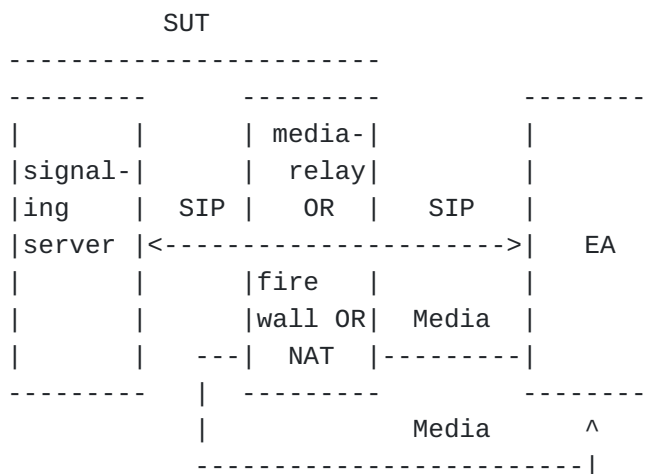 SUT
-------------------------
---------      ---------          --------
|       |      | media-|         |
|signal-|      |  relay|         |
|ing    |  SIP |   OR  |   SIP   |
|server |<----------------------->|   EA
|       |      |fire   |         |
|       |      |wall OR|  Media  |
|       |   ---|  NAT  |---------|
---------   |  ---------          --------
            |             Media      ^
            -------------------------|